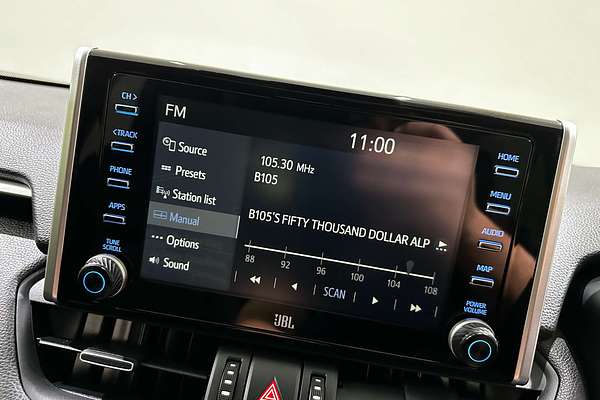 CH >
< TRACK
PHONE
APPS
TUNE
SCROLL
FM
11:00
Source
Presets
Station list
Manual
Options
Sound
105.30 MHz
B105
B105'S FIFTY THOUSAND DOLLAR ALP
88 92 96 100 104 108
SCAN
HOME
MENU
AUDIO
MAP
POWER
VOLUME
JBL